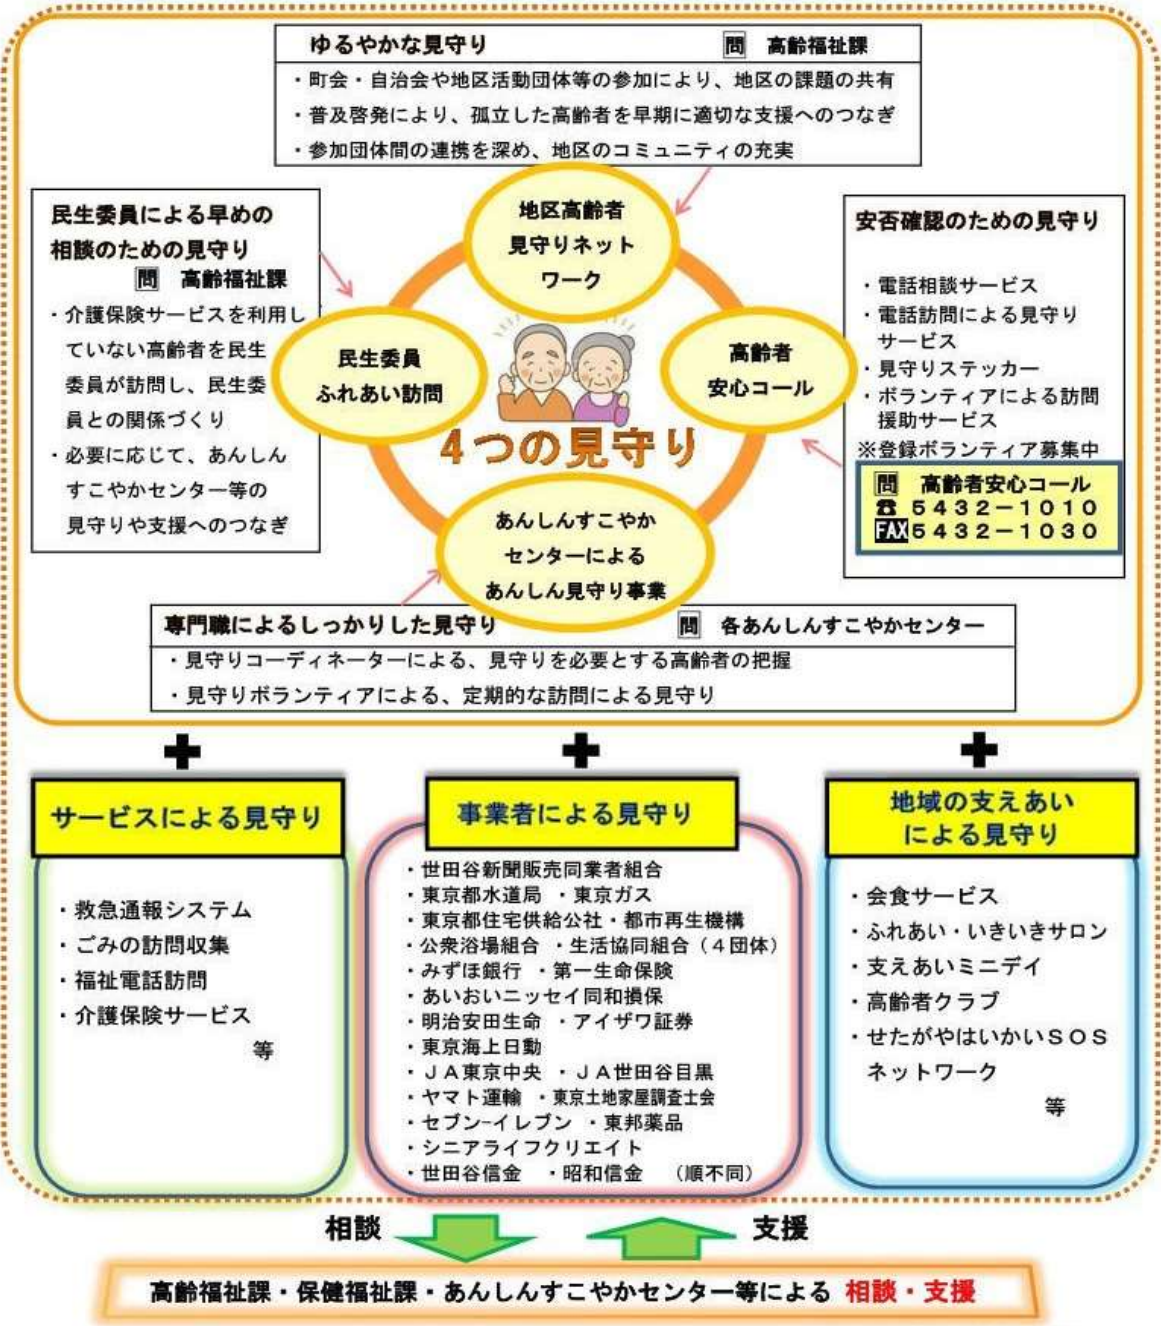 ゆるやかな見守り　問　高齢福祉課
・町会・自治会や地区活動団体等の参加により、地区の課題の共有
・普及啓発により、孤立した高齢者を早期に適切な支援へのつなぎ
・参加団体間の連携を深め、地区のコミュニティの充実
民生委員による早めの
相談のための見守り
問　高齢福祉課
・介護保険サービスを利用し
ていない高齢者を民生
委員が訪問し、民生委
員との関係づくり
・必要に応じて、あんしん
すこやかセンター等の
見守りや支援へのつなぎ
地区高齢者
見守りネット
ワーク
民生委員
ふれあい訪問
高齢者
安心コール
4つの見守り
あんしんすこやか
センターによる
あんしん見守り事業
安否確認のための見守り
・電話相談サービス
・電話訪問による見守り
サービス
・見守りステッカー
・ボランティアによる訪問
援助サービス
※登録ボランティア募集中
問　高齢者安心コール
☎５４３２－１０１０
FAX５４３２－１０３０
専門職によるしっかりした見守り　問　各あんしんすこやかセンター
・見守りコーディネーターによる、見守りを必要とする高齢者の把握
・見守りボランティアによる、定期的な訪問による見守り
＋　＋　＋
サービスによる見守り
・救急通報システム
・ごみの訪問収集
・福祉電話訪問
・介護保険サービス
等
事業者による見守り
・世田谷新聞販売同業者組合
・東京都水道局　・東京ガス
・東京都住宅供給公社・都市再生機構
・公衆浴場組合　・生活協同組合（４団体）
・みずほ銀行　・第一生命保険
・あいおいニッセイ同和損保
・明治安田生命　・アイザワ証券
・東京海上日動
・ＪＡ東京中央　・ＪＡ世田谷目黒
・ヤマト運輸　・東京土地家屋調査士会
・セブン-イレブン　・東邦薬品
・シニアライフクリエイト
・世田谷信金　・昭和信金　（順不同）
地域の支えあい
による見守り
・会食サービス
・ふれあい・いきいきサロン
・支えあいミニデイ
・高齢者クラブ
・せたがやはいかいＳＯＳ
ネットワーク
等
相談　支援
高齢福祉課・保健福祉課・あんしんすこやかセンター等による 相談・支援